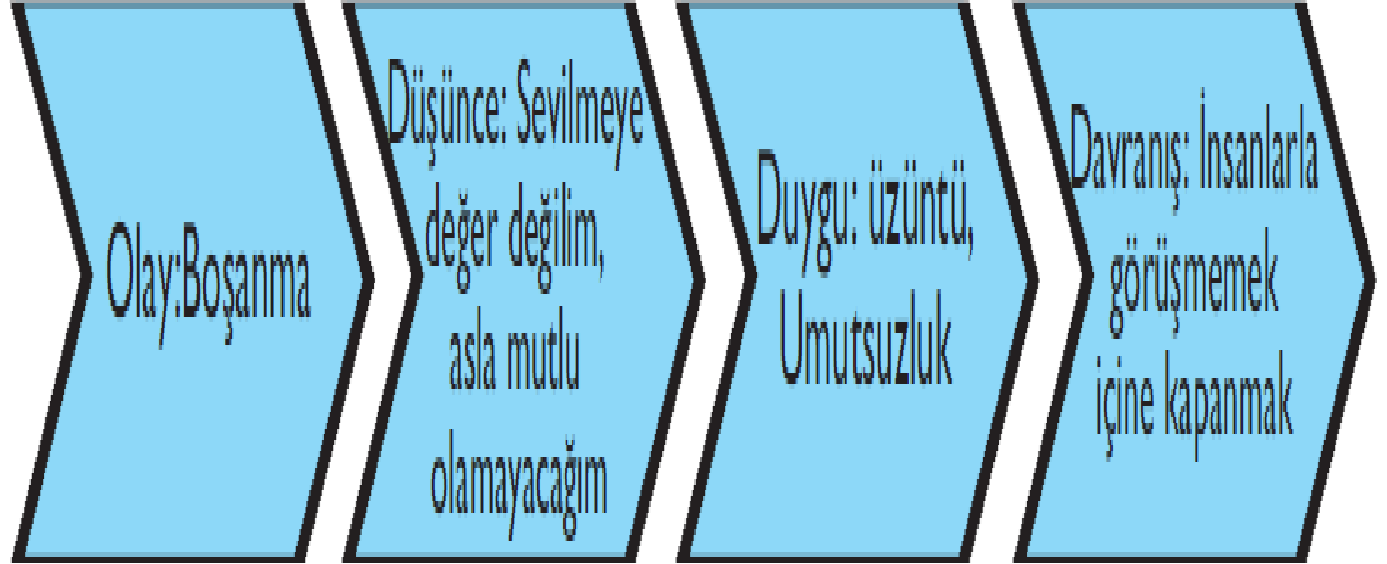 Olay:Boşanma
Düşünce: Sevilmeye
değer değilim,
asla mutlu
olamayacağım
Duygu: üzüntü,
Umutsuzluk
Davranış: İnsanlarla
görüşmemek
içine kapanmak